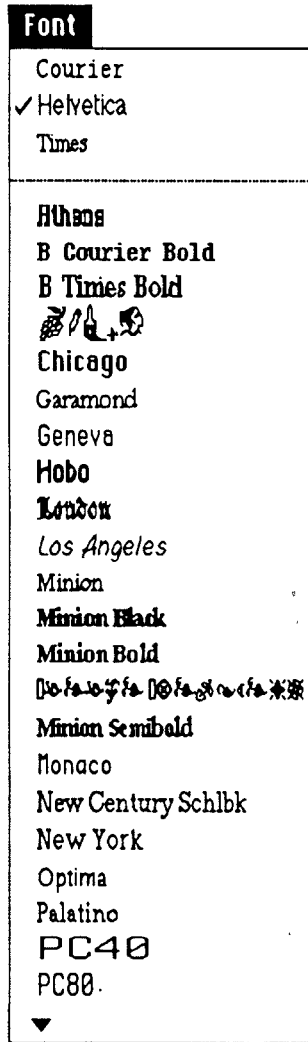 Font
Courier
✓ Helvetica
Times
Athens
B Courier Bold
B Times Bold
Chicago
Garamond
Geneva
Hobo
London
Los Angeles
Minion
Minion Black
Minion Bold
Minion Semibold
Monaco
New Century Schlbk
New York
Optima
Palatino
PC40
PC80